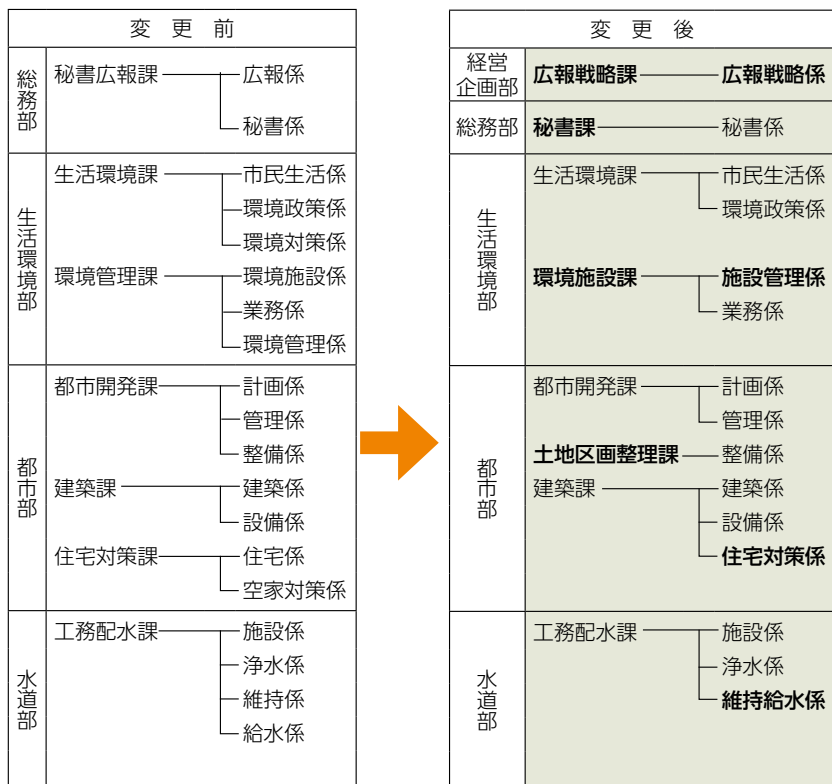 変更前
総務部
秘書広報課 広報係
秘書係
生活環境部
生活環境課 市民生活係
環境政策係
環境対策係
環境管理課 環境施設係
業務係
環境管理係
都市部
都市開発課 計画係
管理係
整備係
建築課 建築係
設備係
住宅対策課 住宅係
空家対策係
水道部
工務配水課 施設係
浄水係
維持係
給水係
変更後
経営
企画部
広報戦略課 広報戦略係
総務部 秘書課 秘書係
生活環境部
生活環境課 市民生活係
環境政策係
環境施設課 施設管理係
業務係
都市部
都市開発課 計画係
管理係
土地区画整理課 整備係
建築課 建築係
設備係
住宅対策係
水道部
工務配水課 施設係
浄水係
維持給水係